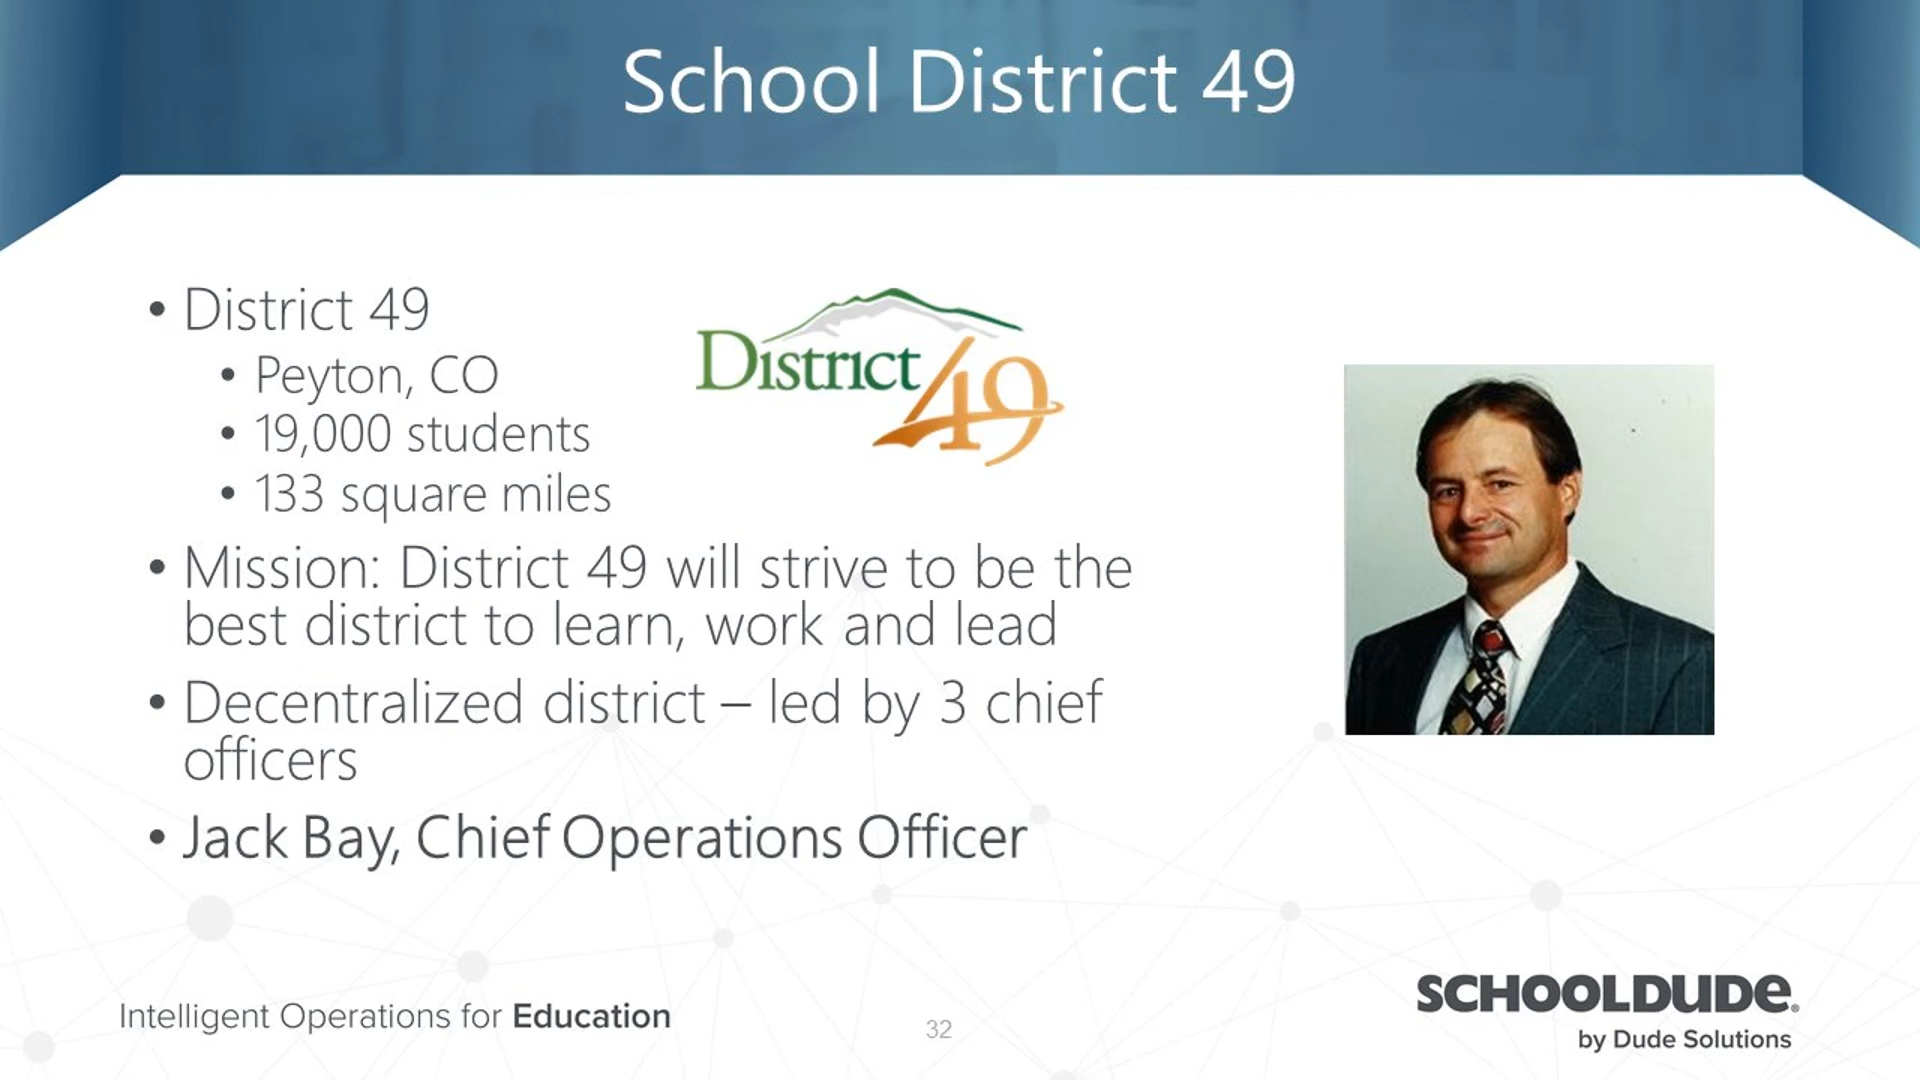 School District 49
• District 49
• Peyton, CO
• 19,000 students
• 133 square miles
District 49
• Mission: District 49 will strive to be the
best district to learn, work and lead
• Decentralized district – led by 3 chief
officers
• Jack Bay, Chief Operations Officer
Intelligent Operations for Education
32
SCHOOLDUDe®
by Dude Solutions